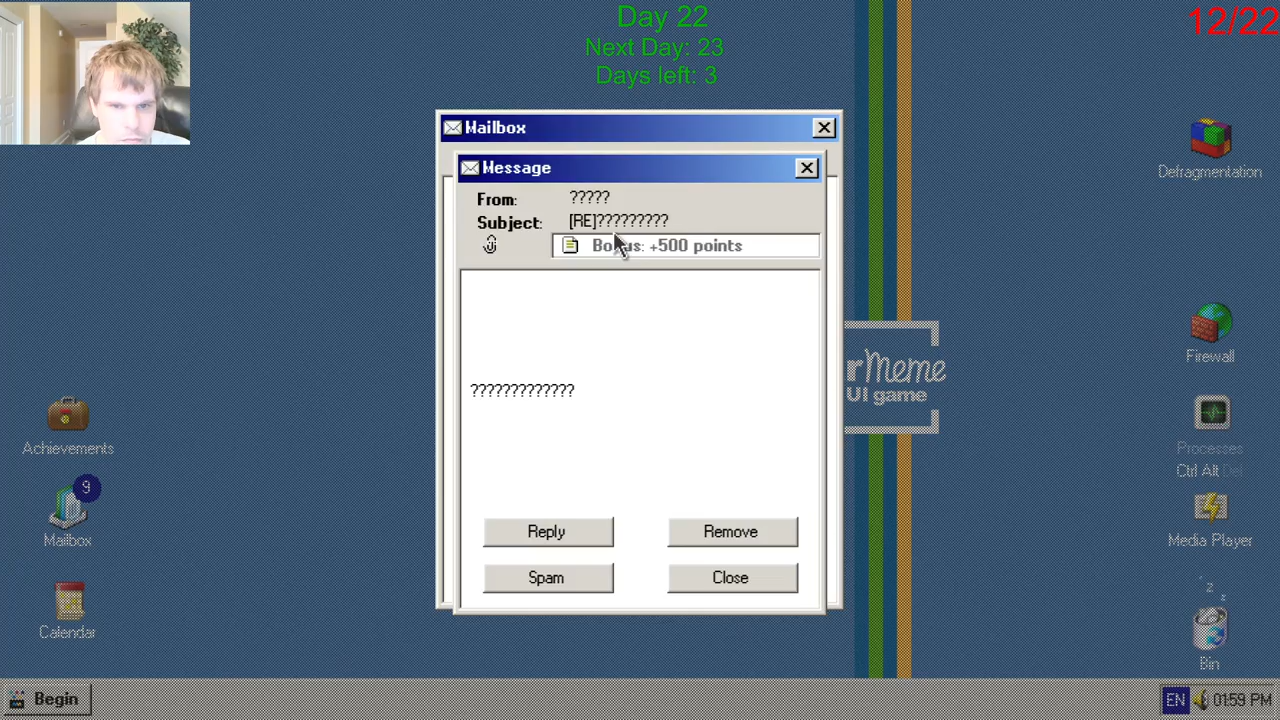 Day 22
Next Day: 23
Days left: 3
12/22
Mailbox
Message
From: ?????
Subject: [RE]?????????
Bonus: +500 points
?????????????
Reply
Remove
Spam
Close
rMeme
UI game
Defragmentation
Firewall
Processes
Ctrl Alt Del
Media Player
z
z
Bin
Achievements
9
Mailbox
Calendar
Begin
EN
01:59 PM